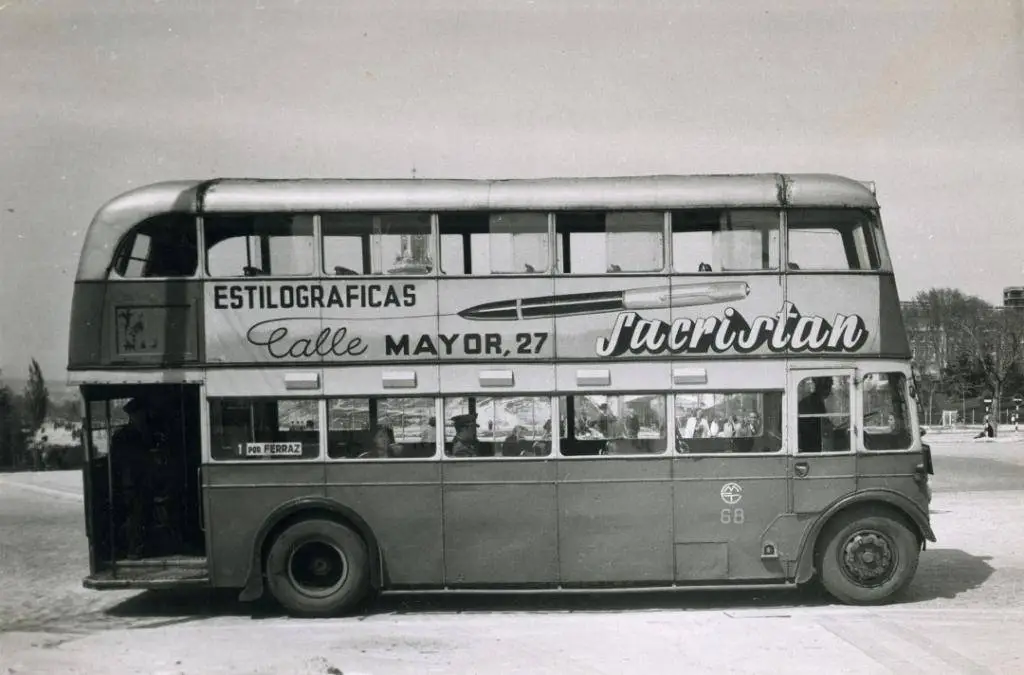 ESTILOGRAFICAS
Calle MAYOR, 27
Sacristan
1 POR FERRAZ
68